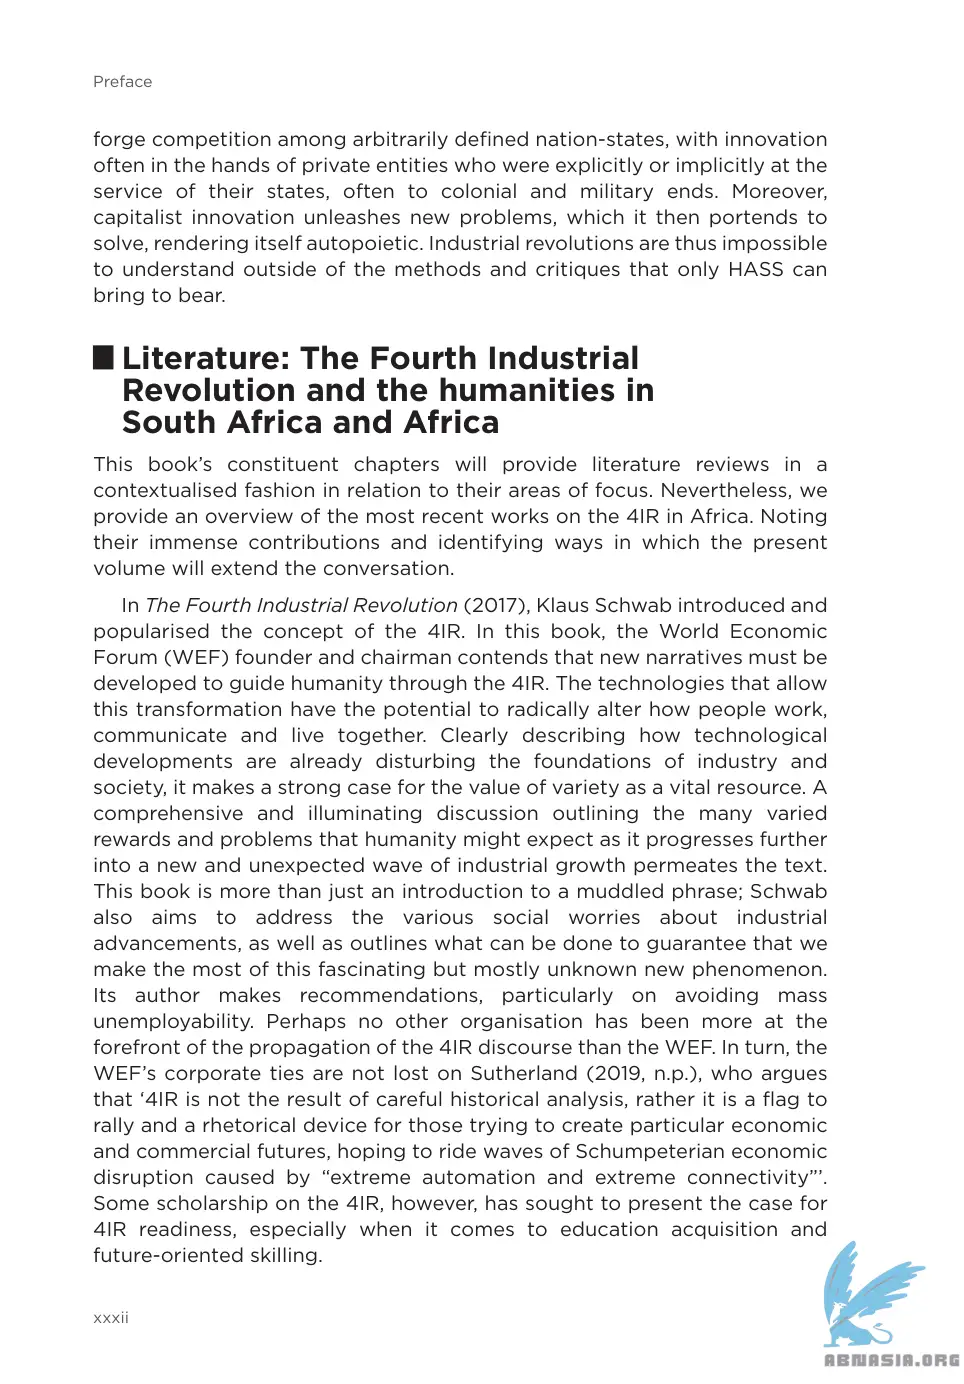 Preface
forge competition among arbitrarily defined nation-states, with innovation
often in the hands of private entities who were explicitly or implicitly at the
service of their states, often to colonial and military ends. Moreover,
capitalist innovation unleashes new problems, which it then portends to
solve, rendering itself autopoietic. Industrial revolutions are thus impossible
to understand outside of the methods and critiques that only HASS can
bring to bear.
Literature: The Fourth Industrial
Revolution and the humanities in
South Africa and Africa
This book’s constituent chapters will provide literature reviews in a
contextualised fashion in relation to their areas of focus. Nevertheless, we
provide an overview of the most recent works on the 4IR in Africa. Noting
their immense contributions and identifying ways in which the present
volume will extend the conversation.
In The Fourth Industrial Revolution (2017), Klaus Schwab introduced and
popularised the concept of the 4IR. In this book, the World Economic
Forum (WEF) founder and chairman contends that new narratives must be
developed to guide humanity through the 4IR. The technologies that allow
this transformation have the potential to radically alter how people work,
communicate and live together. Clearly describing how technological
developments are already disturbing the foundations of industry and
society, it makes a strong case for the value of variety as a vital resource. A
comprehensive and illuminating discussion outlining the many varied
rewards and problems that humanity might expect as it progresses further
into a new and unexpected wave of industrial growth permeates the text.
This book is more than just an introduction to a muddled phrase; Schwab
also aims to address the various social worries about industrial
advancements, as well as outlines what can be done to guarantee that we
make the most of this fascinating but mostly unknown new phenomenon.
Its author makes recommendations, particularly on avoiding mass
unemployability. Perhaps no other organisation has been more at the
forefront of the propagation of the 4IR discourse than the WEF. In turn, the
WEF’s corporate ties are not lost on Sutherland (2019, n.p.), who argues
that ‘4IR is not the result of careful historical analysis, rather it is a flag to
rally and a rhetorical device for those trying to create particular economic
and commercial futures, hoping to ride waves of Schumpeterian economic
disruption caused by “extreme automation and extreme connectivity”’.
Some scholarship on the 4IR, however, has sought to present the case for
4IR readiness, especially when it comes to education acquisition and
future-oriented skilling.
xxxii
ABNASIA.ORG